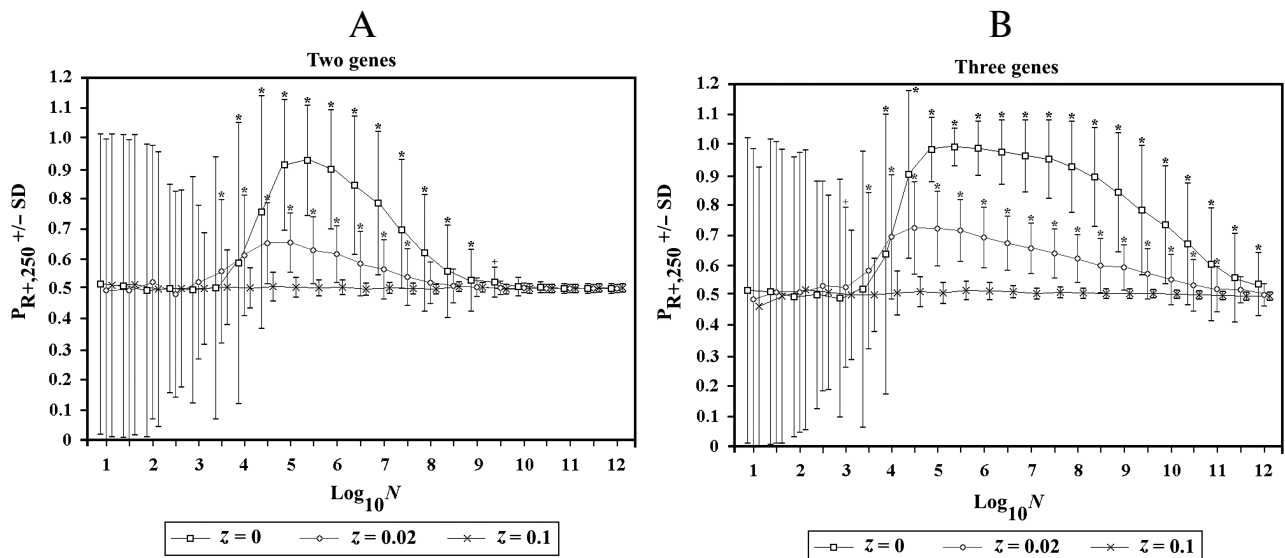 A
Two genes
P R+,250 +/− SD
1.2
1.1
1.0
0.9
0.8
0.7
0.6
0.5
0.4
0.3
0.2
0.1
0
* * * * * * * * * * +
* * * * * * * * *
1 2 3 4 5 6 7 8 9 10 11 12
Log10N
z = 0 z = 0.02 z = 0.1
B
Three genes
P R+,250 +/− SD
1.2
1.1
1.0
0.9
0.8
0.7
0.6
0.5
0.4
0.3
0.2
0.1
0
* * * * * * * * * * * * * * * * *
+ * * * * * * * * * * * * * * * *
1 2 3 4 5 6 7 8 9 10 11 12
Log10N
z = 0 z = 0.02 z = 0.1